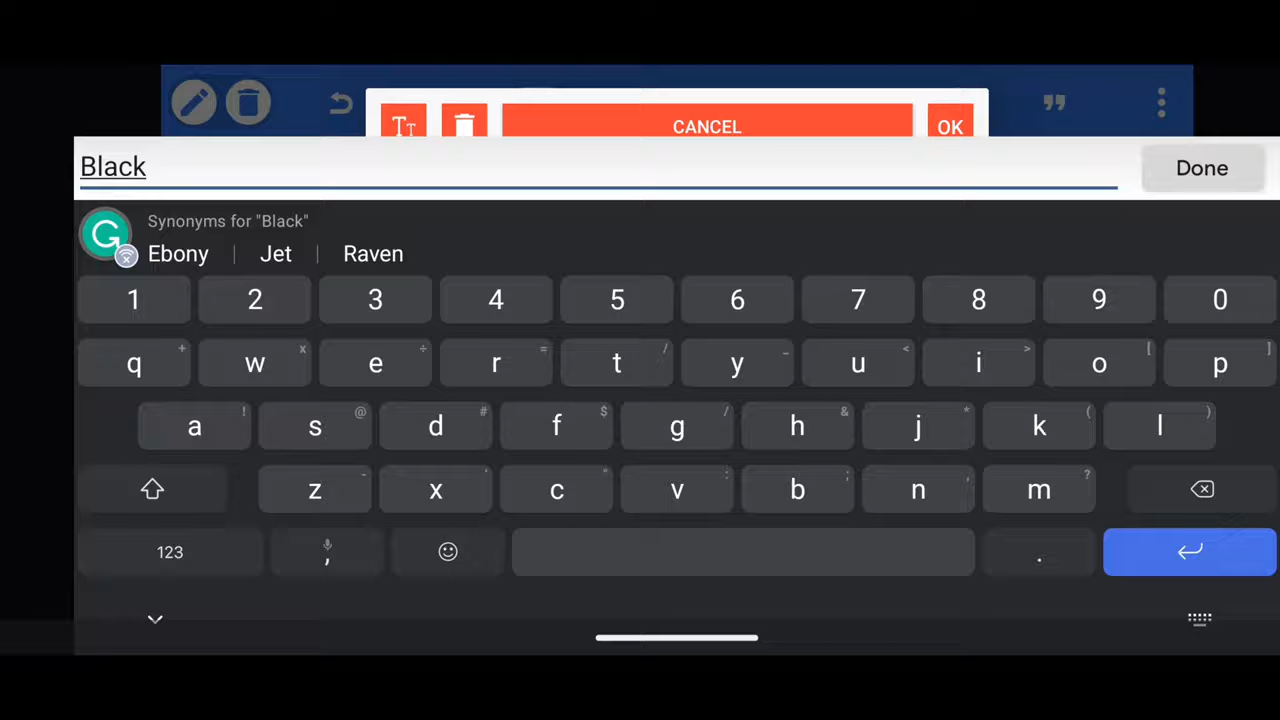 Tт CANCEL OK
Black Done
Synonyms for "Black"
Ebony | Jet | Raven
1 2 3 4 5 6 7 8 9 0
q + w x e ÷ r = t / y _ u < i > o [ p ]
a ! s @ d # f $ g / h & j * k ( l )
z - x ' c " v : b ; n , m ?
123 , .